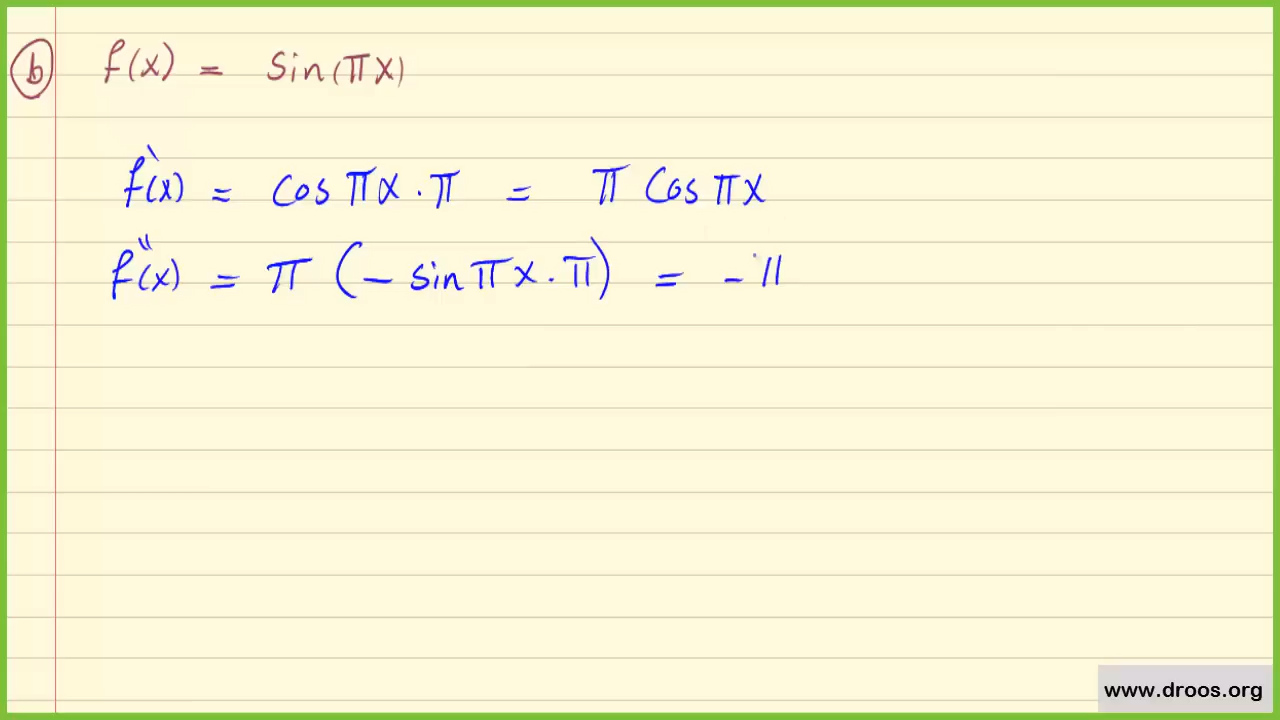 b f(x) = sin(πx)
f'(x) = cos πx · π = π cos πx
f''(x) = π (- sin πx · π) = -
www.droos.org